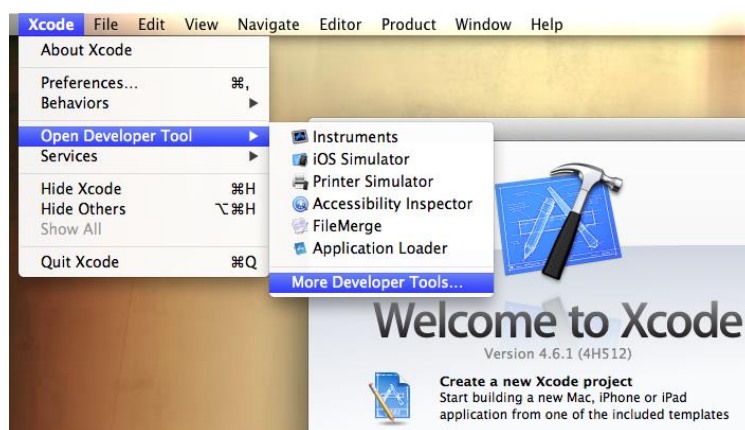 Xcode File Edit View Navigate Editor Product Window Help
About Xcode
Preferences... ⌘,
Behaviors ▶
Open Developer Tool ▶
Services ▶
Hide Xcode ⌘H
Hide Others ⌥⌘H
Show All
Quit Xcode ⌘Q
Instruments
iOS Simulator
Printer Simulator
Accessibility Inspector
FileMerge
Application Loader
More Developer Tools...
Welcome to Xcode
Version 4.6.1 (4H512)
Create a new Xcode project
Start building a new Mac, iPhone or iPad
application from one of the included templates